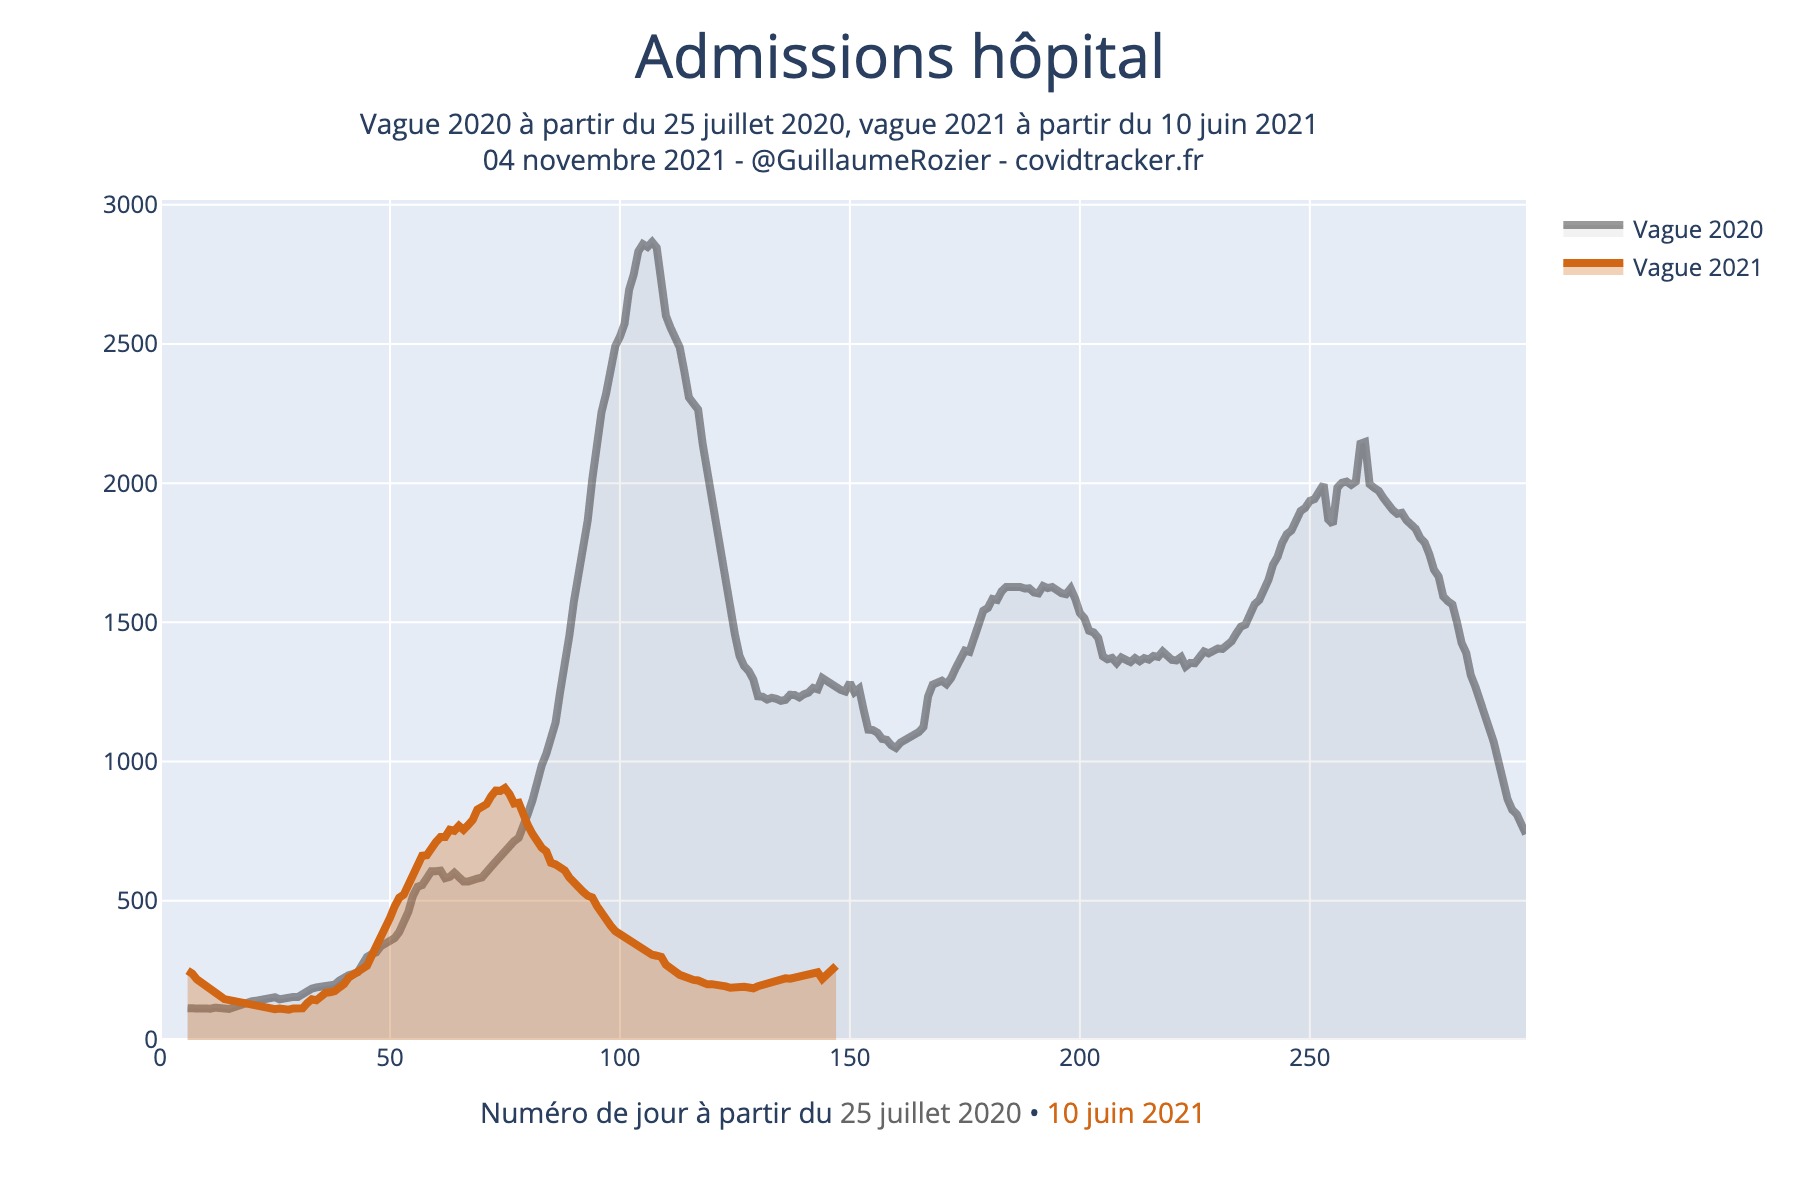 Admissions hôpital
Vague 2020 à partir du 25 juillet 2020, vague 2021 à partir du 10 juin 2021
04 novembre 2021 - @GuillaumeRozier - covidtracker.fr
3000
2500
2000
1500
1000
500
0
0 50 100 150 200 250
Vague 2020
Vague 2021
Numéro de jour à partir du 25 juillet 2020 • 10 juin 2021